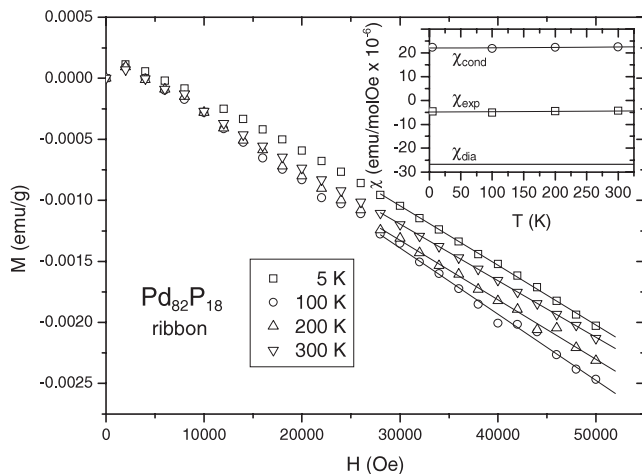 0.0005
0.0000
-0.0005
-0.0010
-0.0015
-0.0020
-0.0025
M (emu/g)
0
10000
20000
30000
40000
50000
H (Oe)
Pd₈₂P₁₈
ribbon
5 K
100 K
200 K
300 K
20
10
0
-10
-20
-30
χ (emu/molOe x 10⁻⁶)
χcond
χexp
χdia
0
50
100
150
200
250
300
T (K)